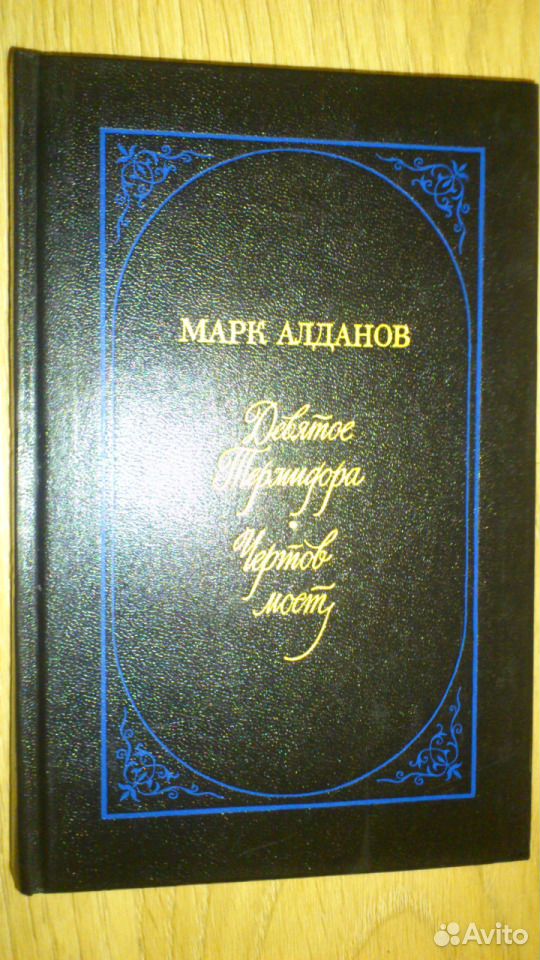 МАРК АЛДАНОВ
Девятое
Термидора
·
Чертов
мост
Avito